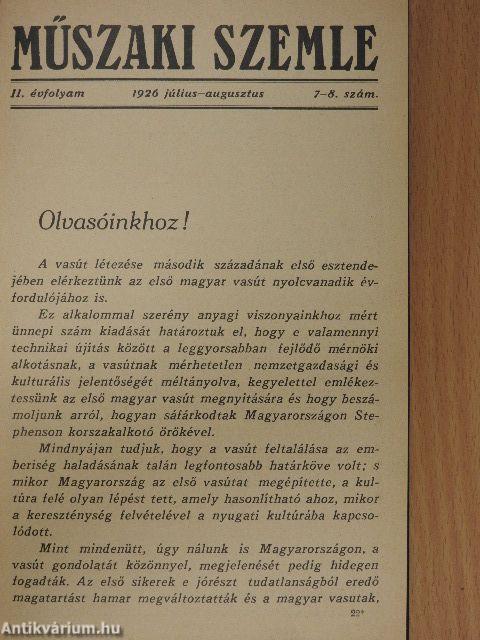 MŰSZAKI SZEMLE
II. évfolyam 1926 július–augusztus 7–8. szám.
Olvasóinkhoz!
A vasút létezése második századának első esztende-
jében elérkeztünk az első magyar vasút nyolcvanadik év-
fordulójához is.
Ez alkalommal szerény anyagi viszonyainkhoz mért
ünnepi szám kiadását határoztuk el, hogy e valamennyi
technikai újítás között a leggyorsabban fejlődő mérnöki
alkotásnak, a vasútnak mérhetetlen nemzetgazdasági és
kulturális jelentőségét méltányolva, kegyelettel emlékez-
tessünk az első magyar vasút megnyitására és hogy beszá-
moljunk arról, hogyan sáfárkodtak Magyarországon Ste-
phenson korszakalkotó örökével.
Mindnyájan tudjuk, hogy a vasút feltalálása az em-
beriség haladásának talán legfontosabb határköve volt; s
mikor Magyarország az első vasútat megépítette, a kul-
túra felé olyan lépést tett, amely hasonlítható ahoz, mikor
a kereszténység felvételével a nyugati kultúrába kapcso-
lódott.
Mint mindenütt, úgy nálunk is Magyarországon, a
vasút gondolatát közönnyel, megjelenését pedig hidegen
fogadták. Az első sikerek e jórészt tudatlanságból eredő
magatartást hamar megváltoztatták és a magyar vasutak,
22*
Antikvárium.hu